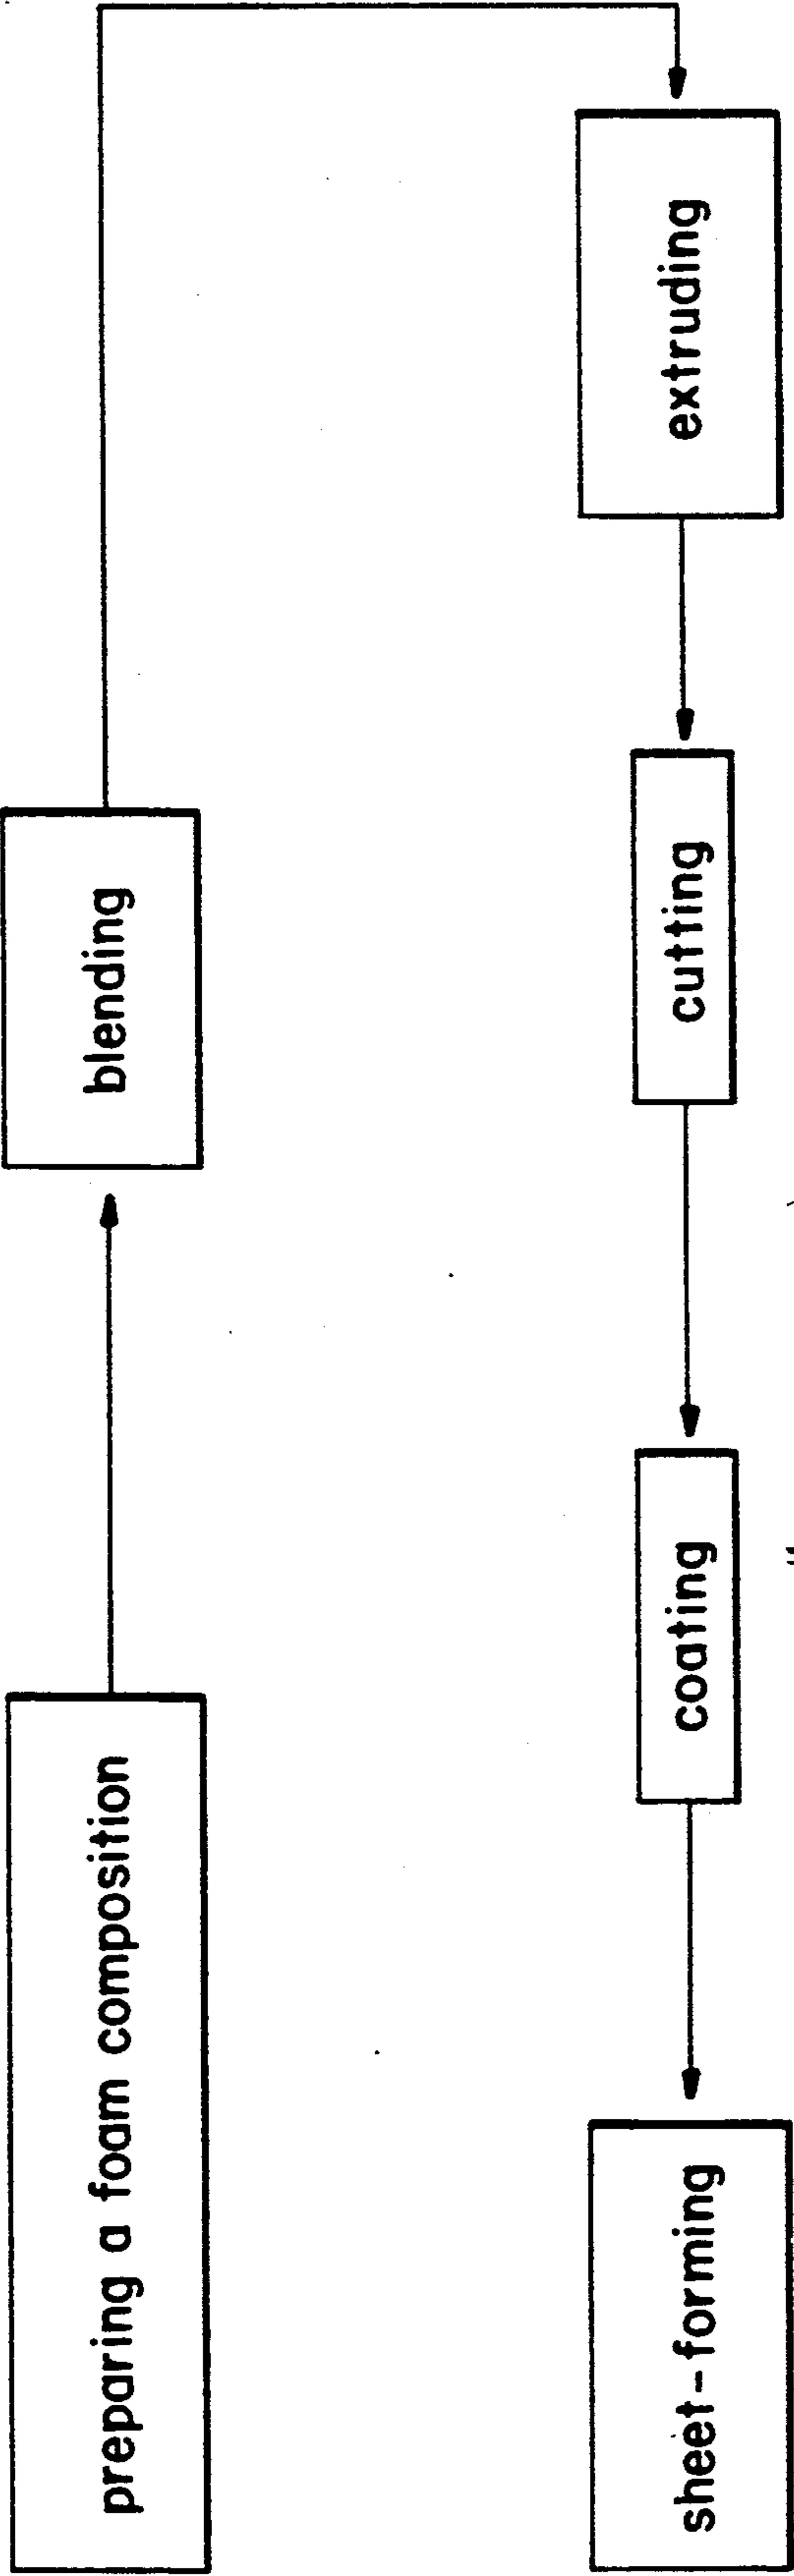 preparing a foam composition
blending
extruding
cutting
coating
sheet-forming